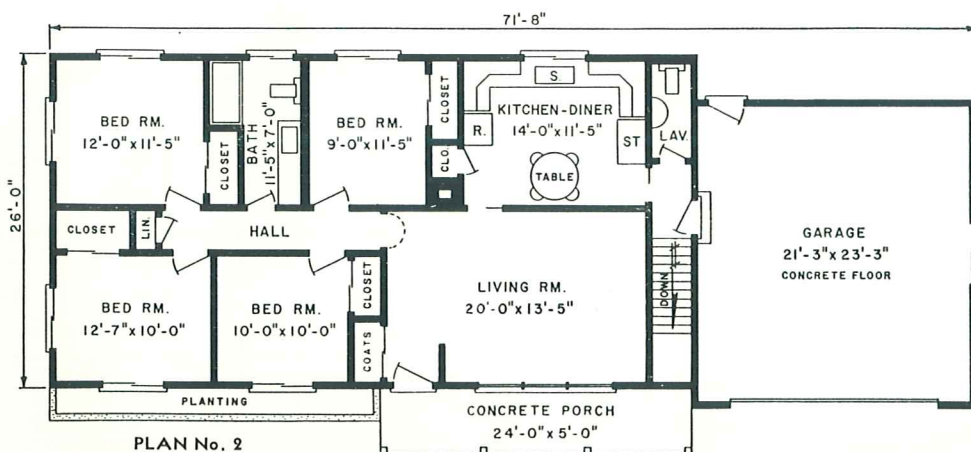 71'-8"
26'-0"
BED RM.
12'-0"x11'-5"
CLOSET
BATH
11'-5"x7'-0"
BED RM.
9'-0"x11'-5"
CLOSET
CLO.
S.
KITCHEN-DINER
14'-0"x11'-5"
R.
ST
TABLE
LAV.
CLOSET
LIN.
HALL
GARAGE
21'-3"x23'-3"
CONCRETE FLOOR
BED RM.
12'-7"x10'-0"
BED RM.
10'-0"x10'-0"
CLOSET
COATS
LIVING RM.
20'-0"x13'-5"
DOWN
PLANTING
CONCRETE PORCH
24'-0"x5'-0"
PLAN No. 2